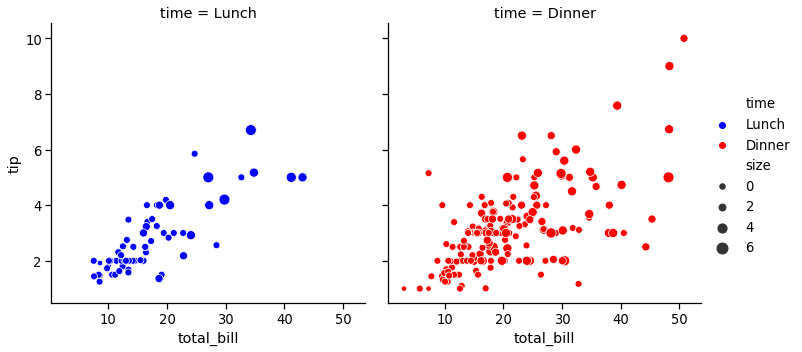 time = Lunch
time = Dinner
10
8
6
4
2
tip
10
20
30
40
50
total_bill
10
20
30
40
50
total_bill
time
Lunch
Dinner
size
0
2
4
6